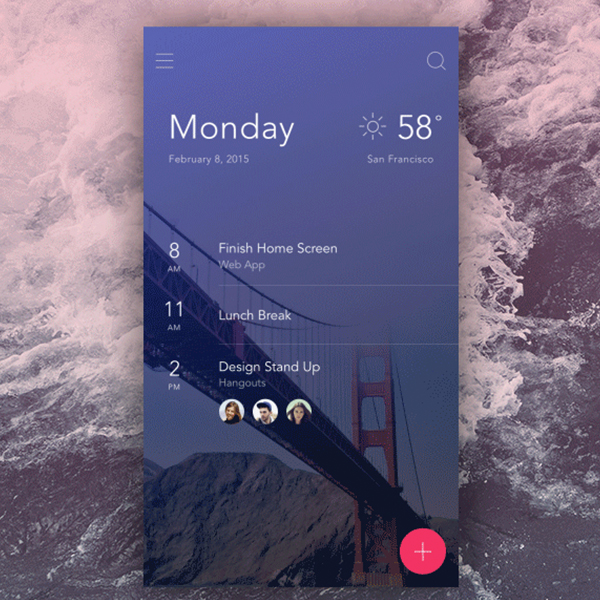 Monday
58°
February 8, 2015
San Francisco
8
AM
Finish Home Screen
Web App
11
AM
Lunch Break
2
PM
Design Stand Up
Hangouts